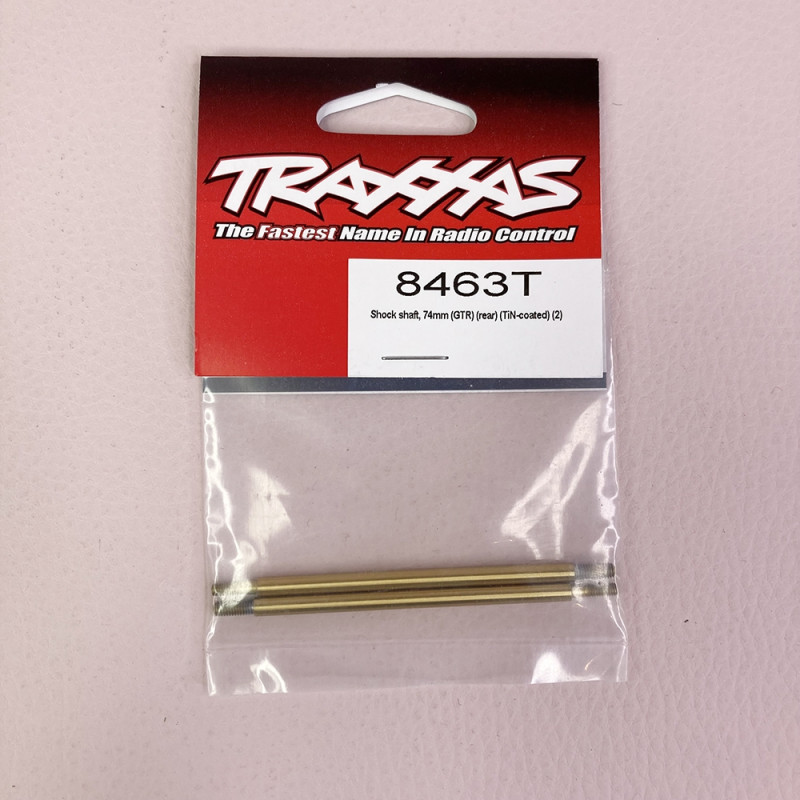 TRAXXAS
The Fastest Name In Radio Control
8463T
Shock shaft, 74mm (GTR) (rear) (TiN-coated) (2)